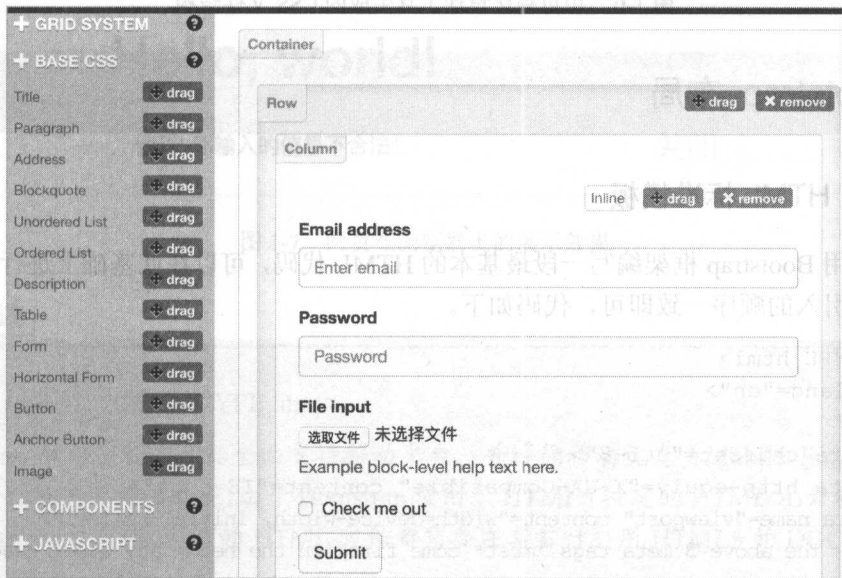 GRID SYSTEM
BASE CSS
Title drag
Paragraph drag
Address drag
Blockquote drag
Unordered List drag
Ordered List drag
Description drag
Table drag
Form drag
Horizontal Form drag
Button drag
Anchor Button drag
Image drag
COMPONENTS
JAVASCRIPT
Container
Row
drag remove
Column
Inline drag remove
Email address
Enter email
Password
Password
File input
选取文件 未选择文件
Example block-level help text here.
Check me out
Submit